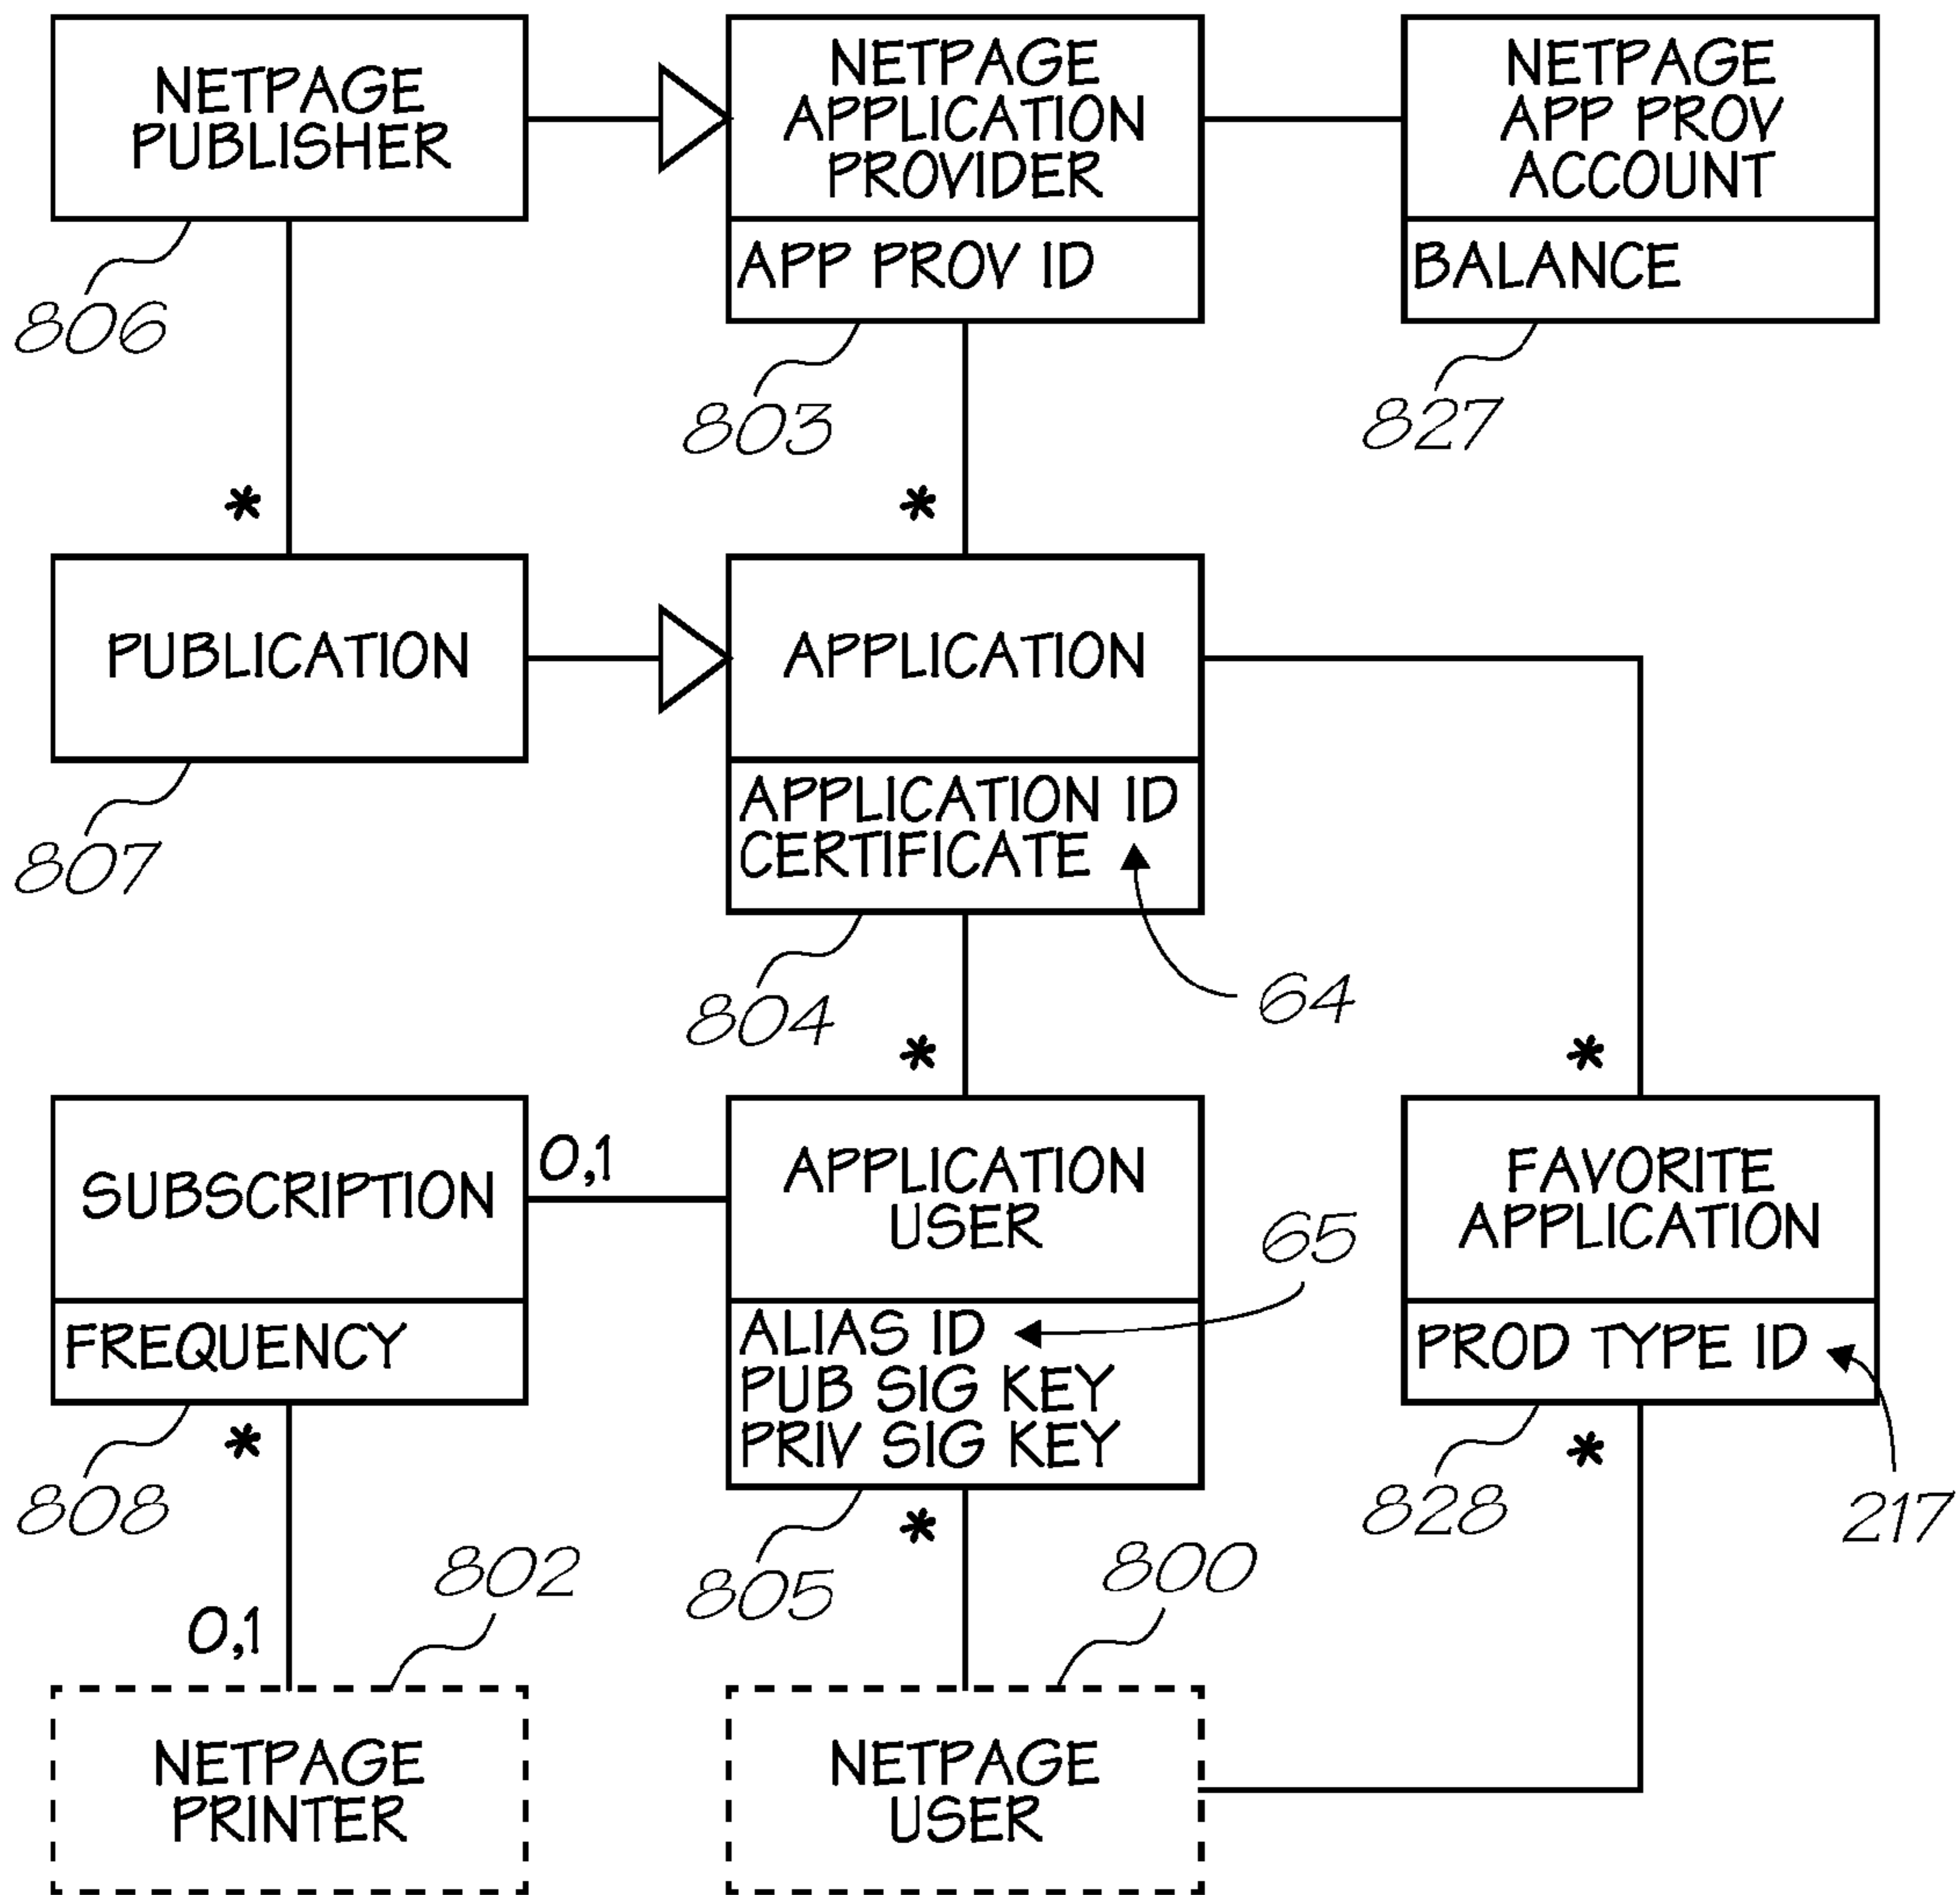 NETPAGE
PUBLISHER
NETPAGE
APPLICATION
PROVIDER
APP PROV ID
NETPAGE
APP PROV
ACCOUNT
BALANCE
806
803
827
*
*
PUBLICATION
APPLICATION
APPLICATION ID
CERTIFICATE
807
804
64
*
*
SUBSCRIPTION
FREQUENCY
0,1
APPLICATION
USER
ALIAS ID
PUB SIG KEY
PRIV SIG KEY
65
FAVORITE
APPLICATION
PROD TYPE ID
*
*
*
808
805
828
217
802
800
0,1
NETPAGE
PRINTER
NETPAGE
USER